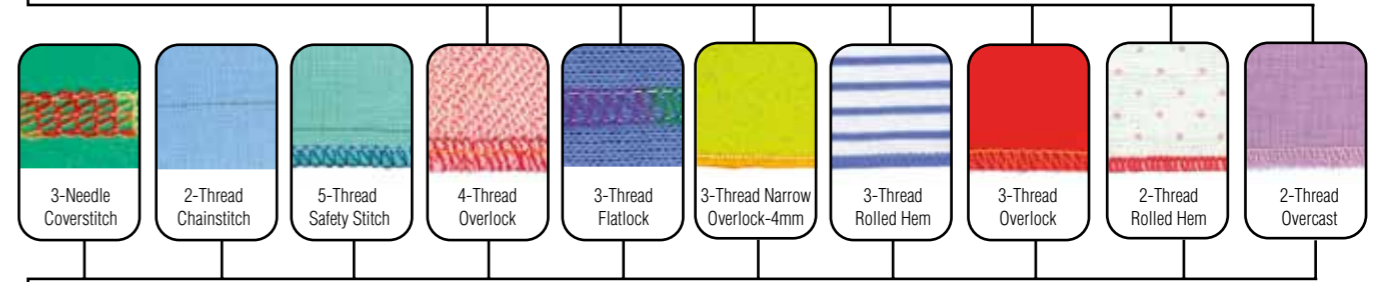 3-Needle
Coverstitch
2-Thread
Chainstitch
5-Thread
Safety Stitch
4-Thread
Overlock
3-Thread
Flatlock
3-Thread Narrow
Overlock-4mm
3-Thread
Rolled Hem
3-Thread
Overlock
2-Thread
Rolled Hem
2-Thread
Overcast